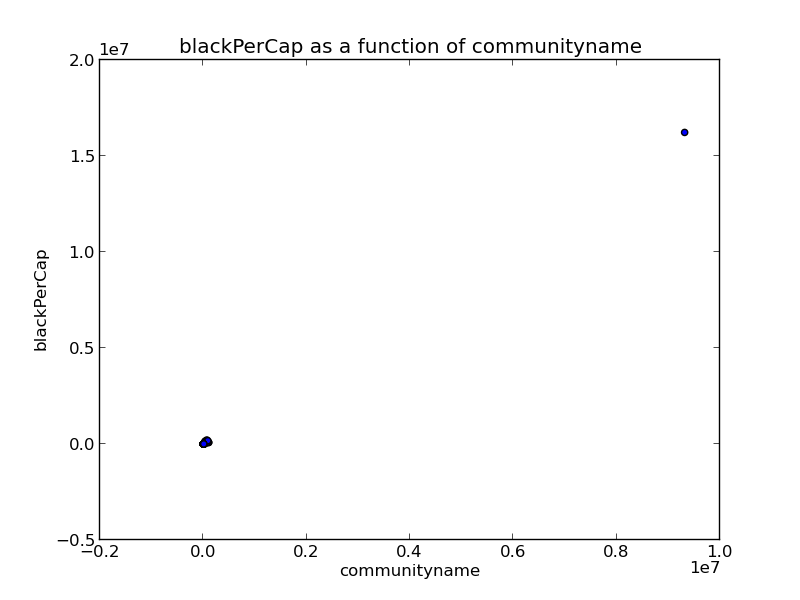 blackPerCap as a function of communityname
1e7
2.0
1.5
1.0
0.5
0.0
−0.5
blackPerCap
−0.2 0.0 0.2 0.4 0.6 0.8 1.0
1e7
communityname